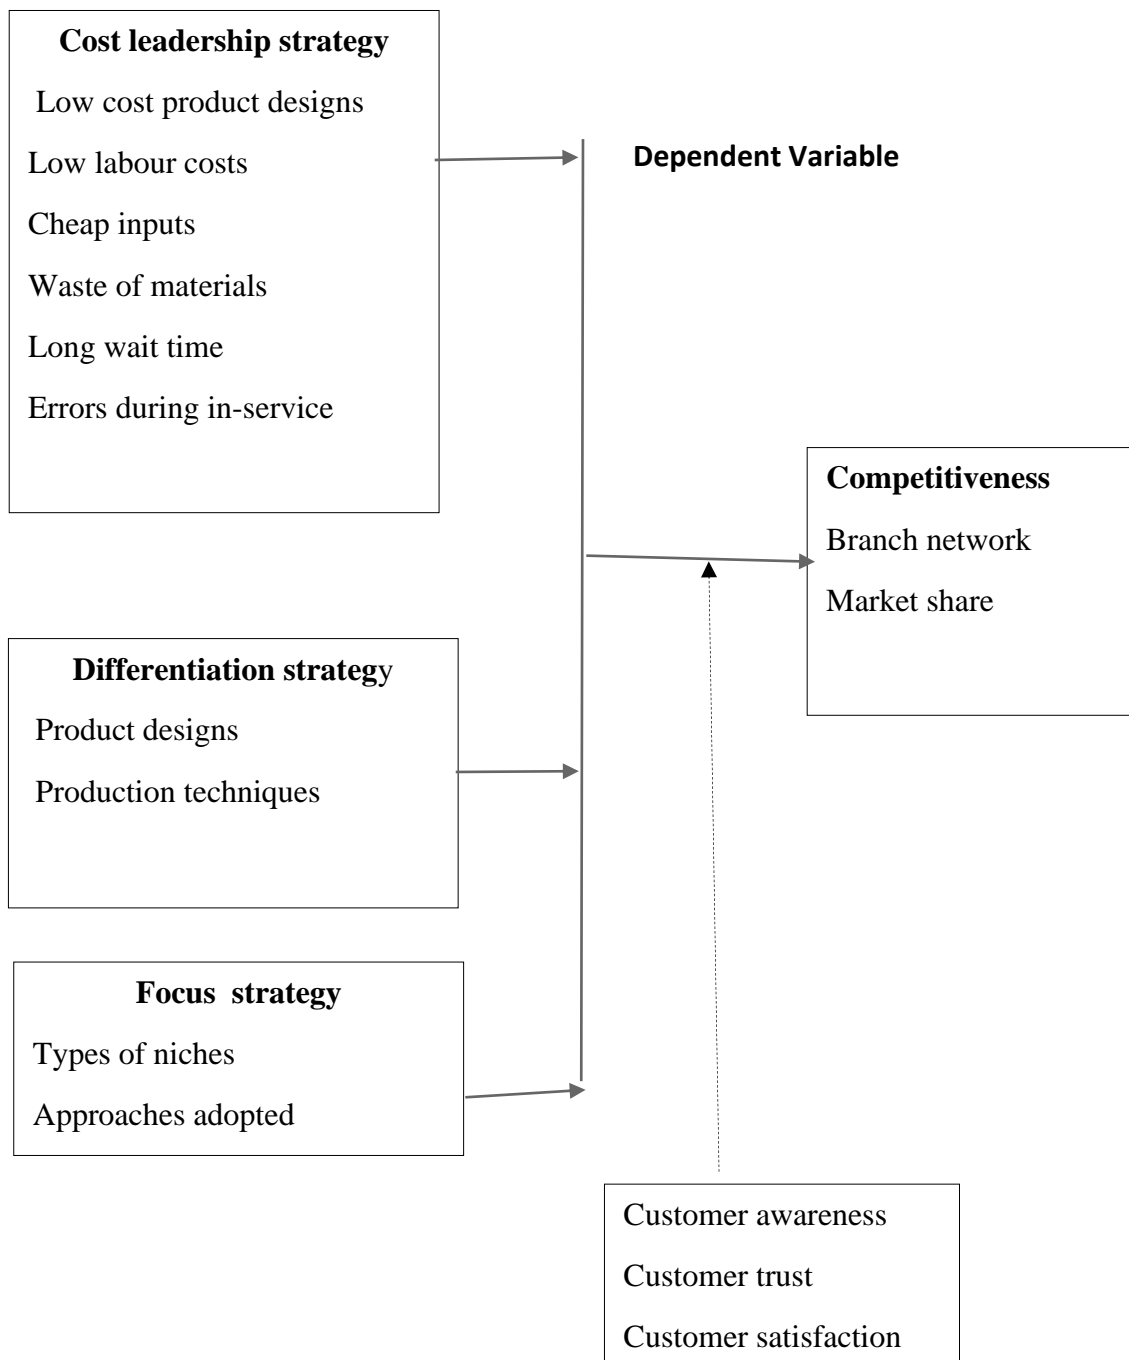 Cost leadership strategy
Low cost product designs
Low labour costs
Cheap inputs
Waste of materials
Long wait time
Errors during in-service
Dependent Variable
Competitiveness
Branch network
Market share
Differentiation strategy
Product designs
Production techniques
Focus strategy
Types of niches
Approaches adopted
Customer awareness
Customer trust
Customer satisfaction